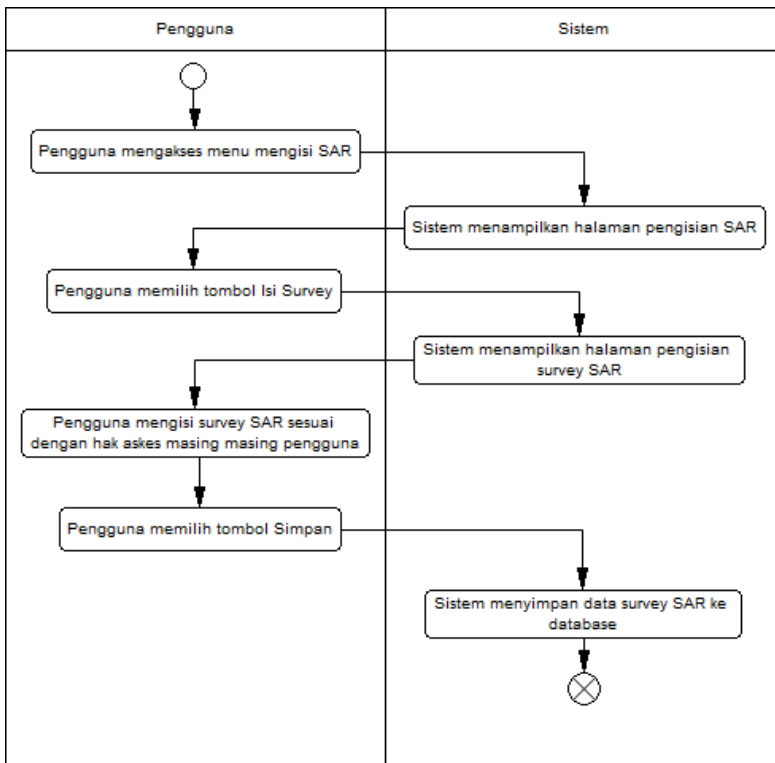 Pengguna
Sistem
Pengguna mengakses menu mengisi SAR
Sistem menampilkan halaman pengisian SAR
Pengguna memilih tombol Isi Survey
Sistem menampilkan halaman pengisian
survey SAR
Pengguna mengisi survey SAR sesuai
dengan hak askes masing masing pengguna
Pengguna memilih tombol Simpan
Sistem menyimpan data survey SAR ke
database